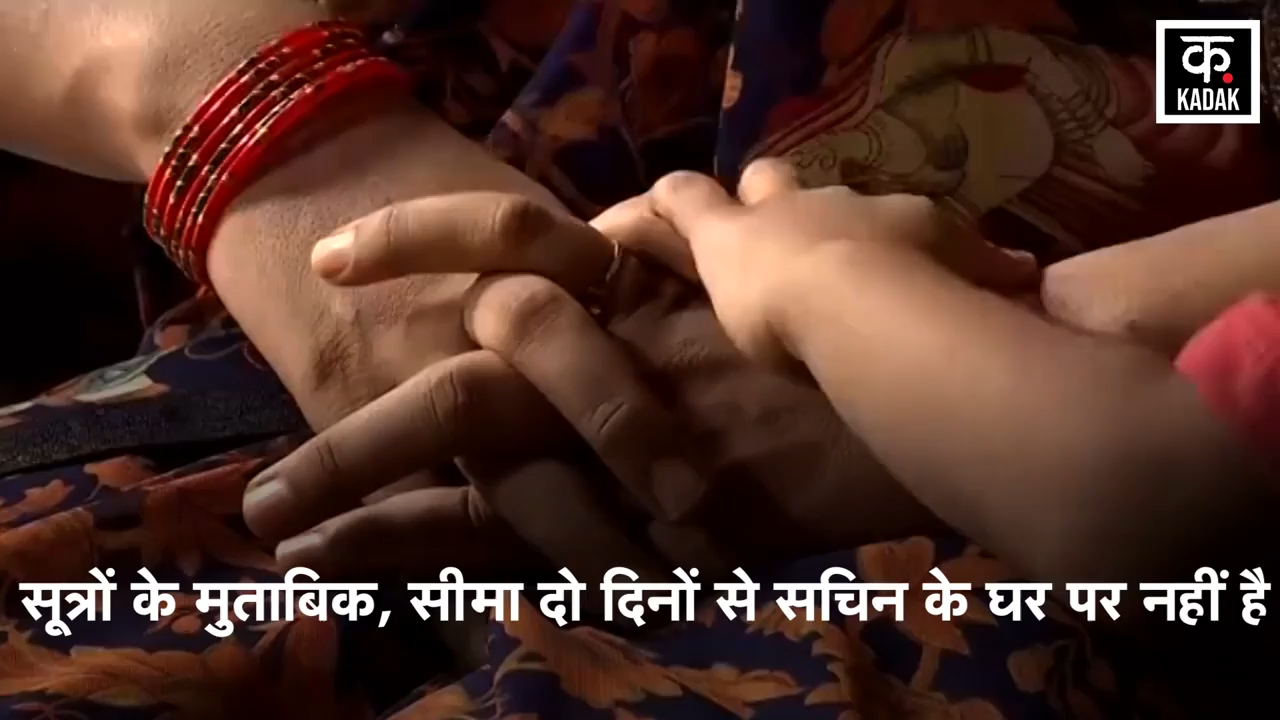 क.
KADAK
सूत्रों के मुताबिक, सीमा दो दिनों से सचिन के घर पर नहीं है